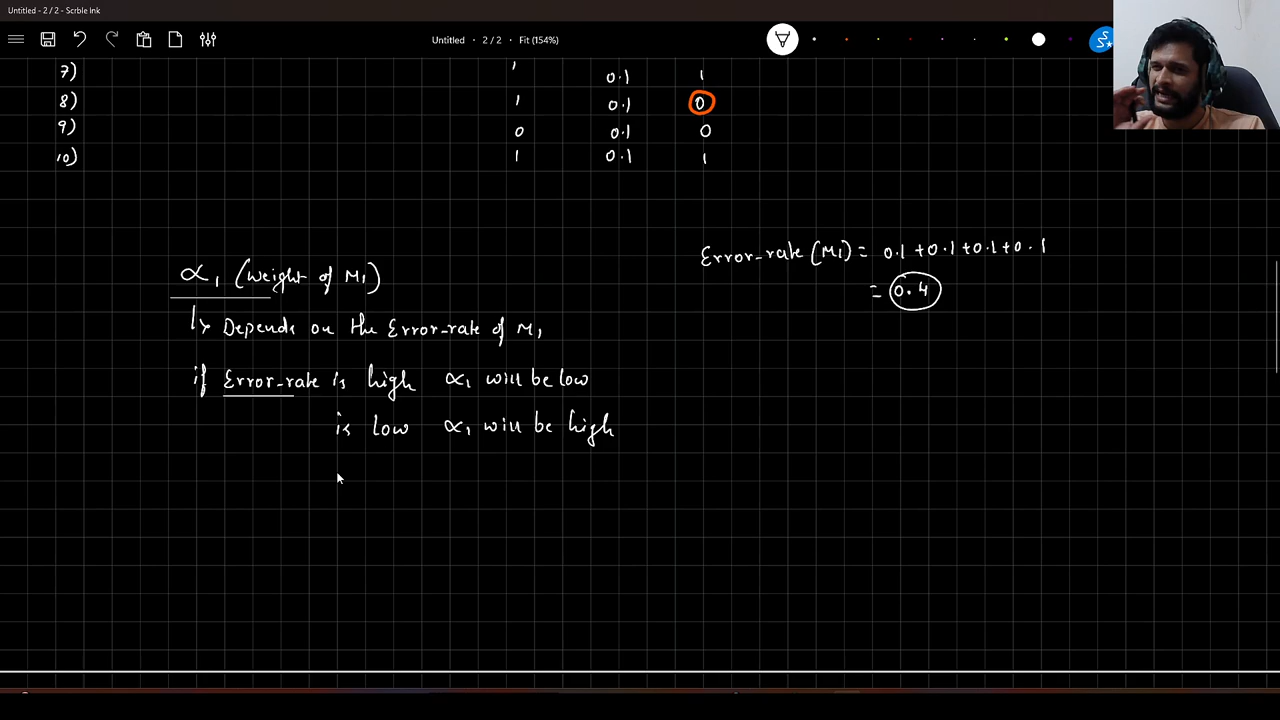 Untitled - 2 / 2 - Scrble Ink
Untitled · 2 / 2 · Fit (154%)
7) 1 0.1 1
8) 1 0.1 0
9) 0 0.1 0
10) 1 0.1 1
Error-rate (M1) = 0.1 + 0.1 + 0.1 + 0.1
= 0.4
α1 (Weight of M1)
↳ Depends on the Error-rate of M1
if Error-rate is high α1 will be low
is low α1 will be high